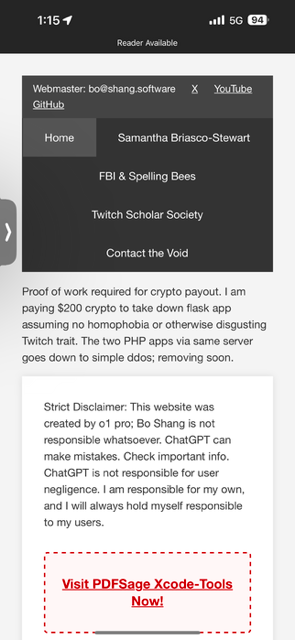 1:15 5G 94
Reader Available
Webmaster: bo@shang.software X YouTube
GitHub
Home Samantha Briasco-Stewart
FBI & Spelling Bees
Twitch Scholar Society
Contact the Void
Proof of work required for crypto payout. I am
paying $200 crypto to take down flask app
assuming no homophobia or otherwise disgusting
Twitch trait. The two PHP apps via same server
goes down to simple ddos; removing soon.
Strict Disclaimer: This website was
created by o1 pro; Bo Shang is not
responsible whatsoever. ChatGPT can
make mistakes. Check important info.
ChatGPT is not responsible for user
negligence. I am responsible for my own,
and I will always hold myself responsible
to my users.
Visit PDFSage Xcode-Tools
Now!